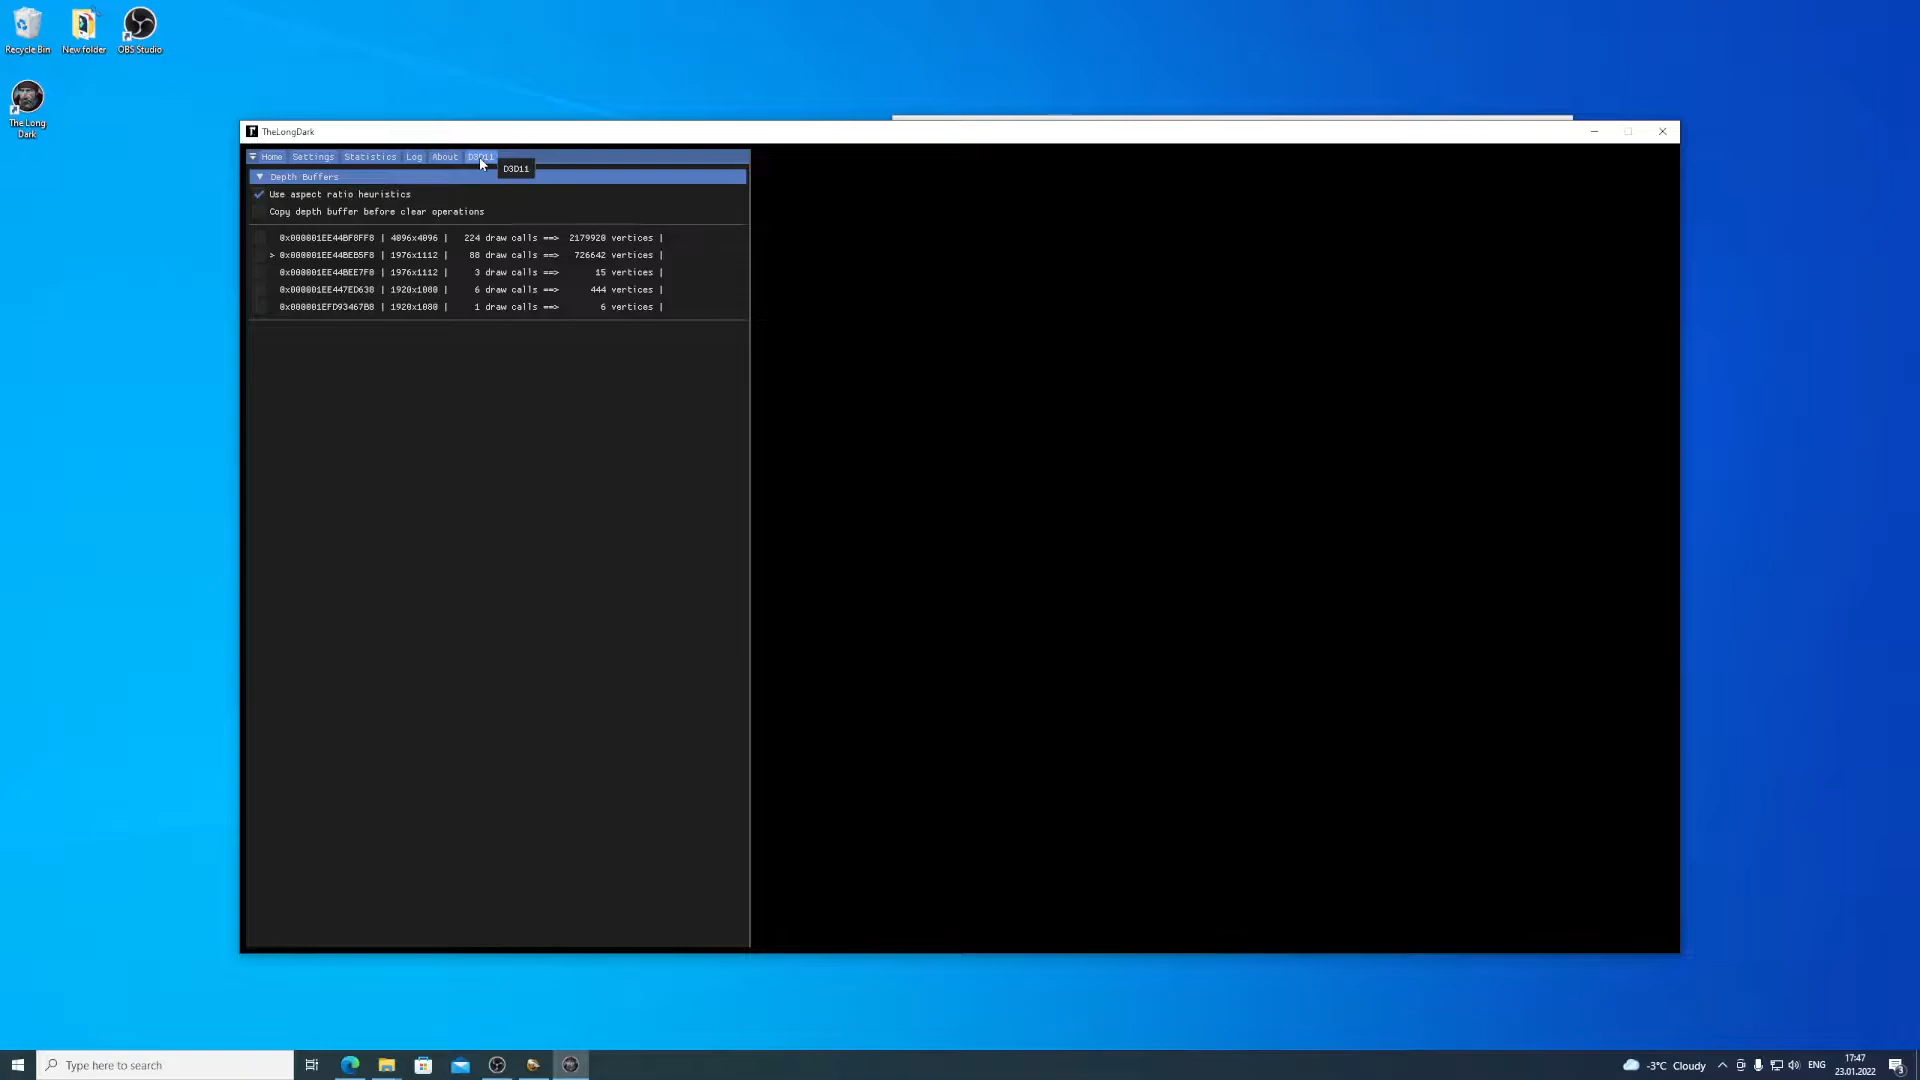 Recycle Bin
New folder
OBS Studio
The Long
Dark
TheLongDark
Home Settings Statistics Log About D3D11
D3D11
Depth Buffers
Use aspect ratio heuristics
Copy depth buffer before clear operations
0x000001EE44BF8FF8 | 4096x4096 | 224 draw calls ==> 2179920 vertices |
> 0x000001EE44BEB5F8 | 1976x1112 | 88 draw calls ==> 726642 vertices |
0x000001EE44BEE7F8 | 1976x1112 | 3 draw calls ==> 15 vertices |
0x000001EE447ED638 | 1920x1080 | 6 draw calls ==> 444 vertices |
0x000001EFD93467B8 | 1920x1080 | 1 draw calls ==> 6 vertices |
Type here to search
-3°C Cloudy
ENG
17:47
23.01.2022
3